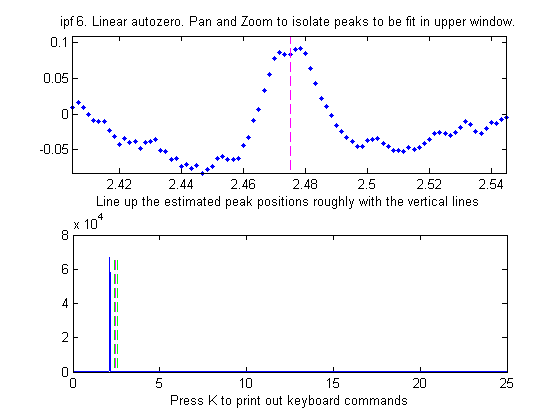 ipf6. Linear autozero. Pan and Zoom to isolate peaks to be fit in upper window.
0.1
0.05
0
-0.05
2.42 2.44 2.46 2.48 2.5 2.52 2.54
Line up the estimated peak positions roughly with the vertical lines
x 10^4
8
6
4
2
0
0 5 10 15 20 25
Press K to print out keyboard commands